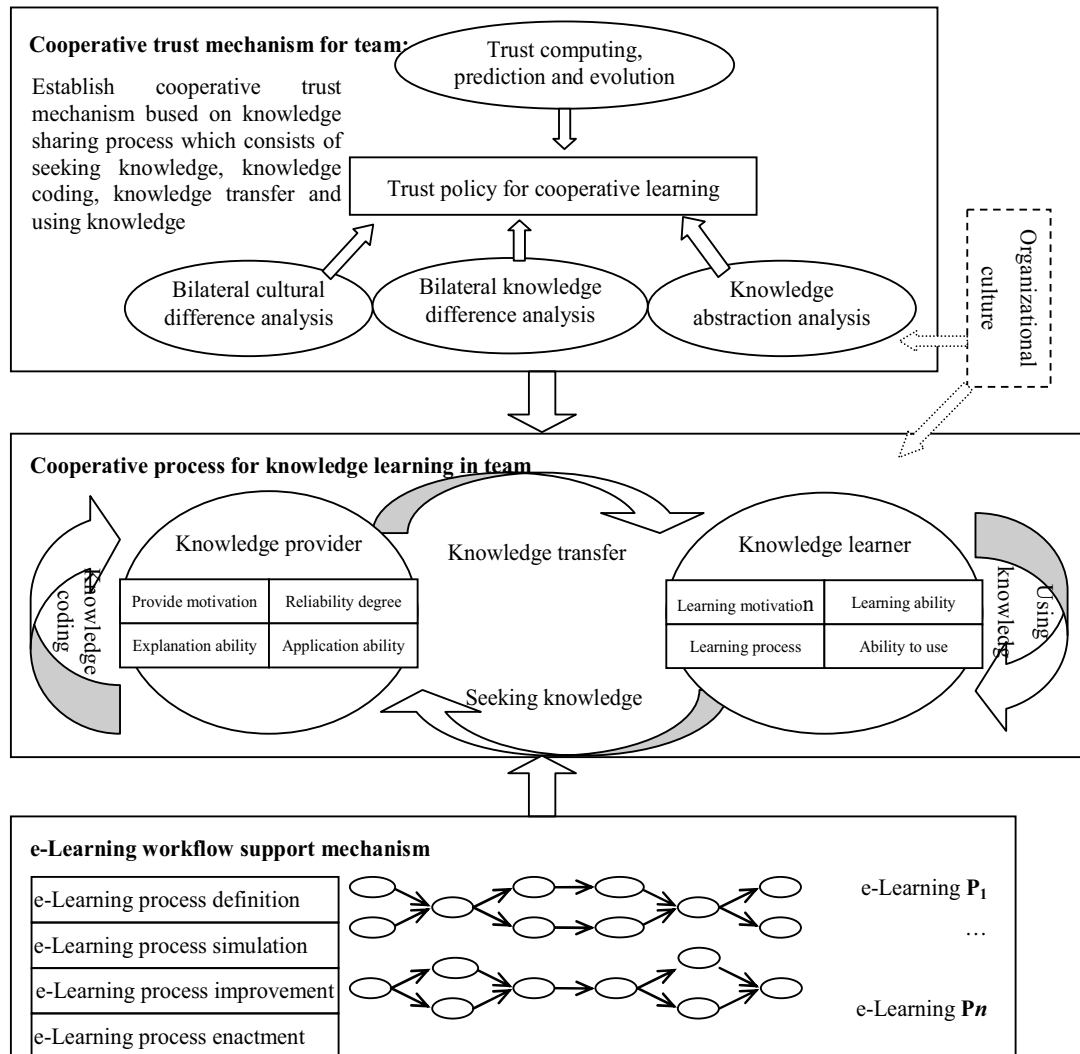 Cooperative trust mechanism for team:
Establish cooperative trust
mechanism bused on knowledge
sharing process which consists of
seeking knowledge, knowledge
coding, knowledge transfer and
using knowledge
Trust computing,
prediction and evolution
Trust policy for cooperative learning
Bilateral cultural
difference analysis
Bilateral knowledge
difference analysis
Knowledge
abstraction analysis
Organizational
culture
Cooperative process for knowledge learning in team
Knowledge
coding
Knowledge provider
Provide motivation
Reliability degree
Explanation ability
Application ability
Knowledge transfer
Seeking knowledge
Knowledge learner
Learning motivation
Learning ability
Learning process
Ability to use
Using
knowledg
e-Learning workflow support mechanism
e-Learning process definition
e-Learning process simulation
e-Learning process improvement
e-Learning process enactment
e-Learning P1
…
e-Learning Pn